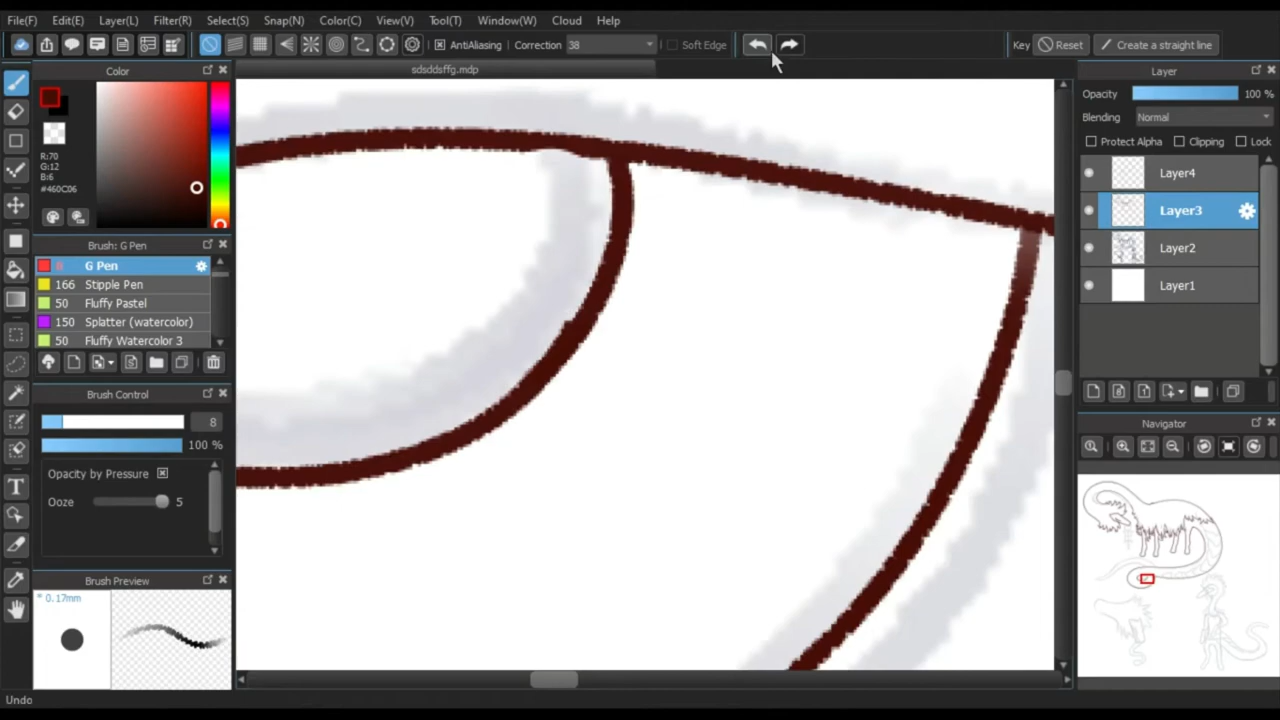 File(F) Edit(E) Layer(L) Filter(R) Select(S) Snap(N) Color(C) View(V) Tool(T) Window(W) Cloud Help
AntiAliasing Correction 38 Soft Edge Key Reset Create a straight line
Color
sdsddsffg.mdp
Layer
Opacity 100 %
Blending Normal
Protect Alpha Clipping Lock
R:70
G:12
B:6
#460C06
Layer4
Layer3
Layer2
Layer1
Brush: G Pen
8 G Pen
166 Stipple Pen
50 Fluffy Pastel
150 Splatter (watercolor)
50 Fluffy Watercolor 3
Brush Control
8
100 %
Opacity by Pressure
Ooze 5
Navigator
Brush Preview
* 0.17mm
Undo